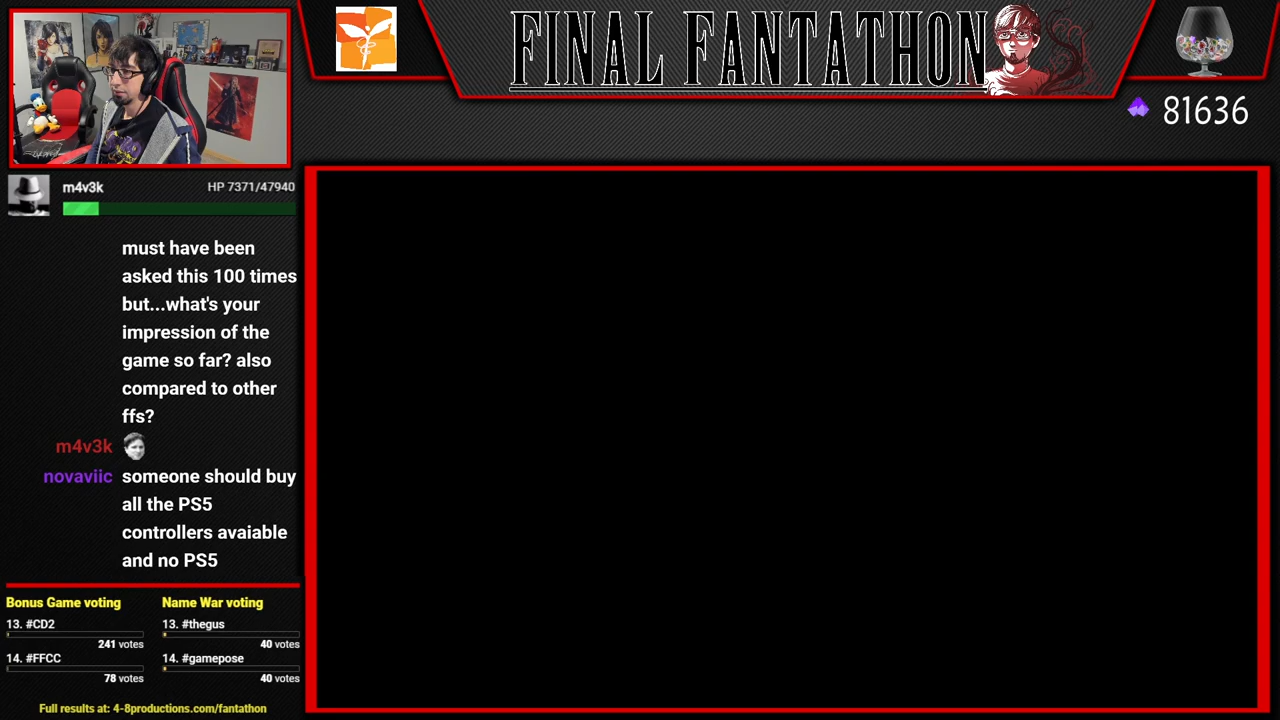 FINAL FANTATHON
81636
m4v3k HP 7371/47940
must have been
asked this 100 times
but...what's your
impression of the
game so far? also
compared to other
ffs?
m4v3k
novaviic someone should buy
all the PS5
controllers avaiable
and no PS5
Bonus Game voting
13. #CD2
241 votes
14. #FFCC
78 votes
Name War voting
13. #thegus
40 votes
14. #gamepose
40 votes
Full results at: 4-8productions.com/fantathon